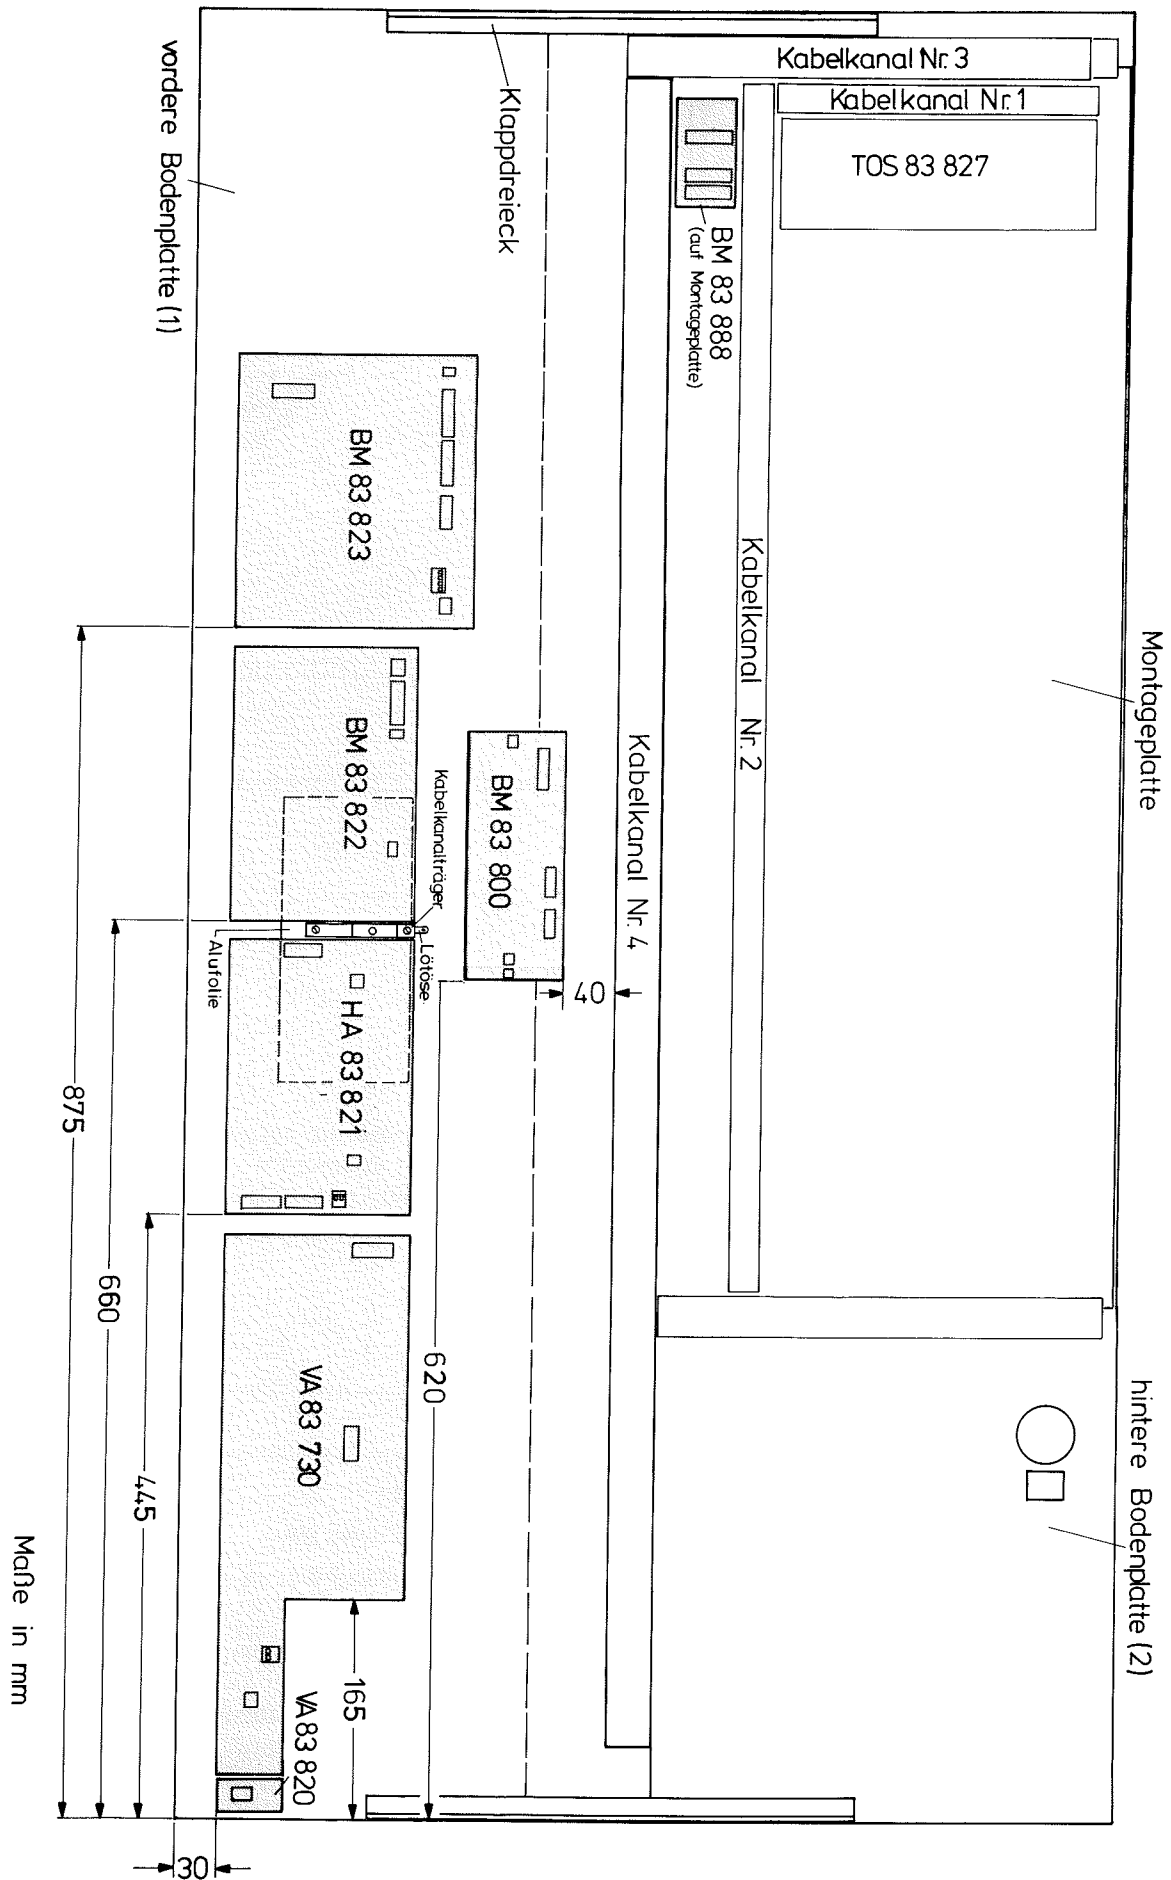 Kabelkanal Nr. 3
Kabelkanal Nr. 1
TOS 83 827
Klappdreieck
vordere Bodenplatte (1)
BM 83 888
(auf Montageplatte)
Kabelkanal Nr. 2
Montageplatte
BM 83 823
BM 83 822
BM 83 800
Kabelkanal Nr. 4
Kabelkanalträger
Lötöse
Alufolie
HA 83 821
40
875
660
445
620
VA 83 730
165
VA 83 820
30
hintere Bodenplatte (2)
Maße in mm